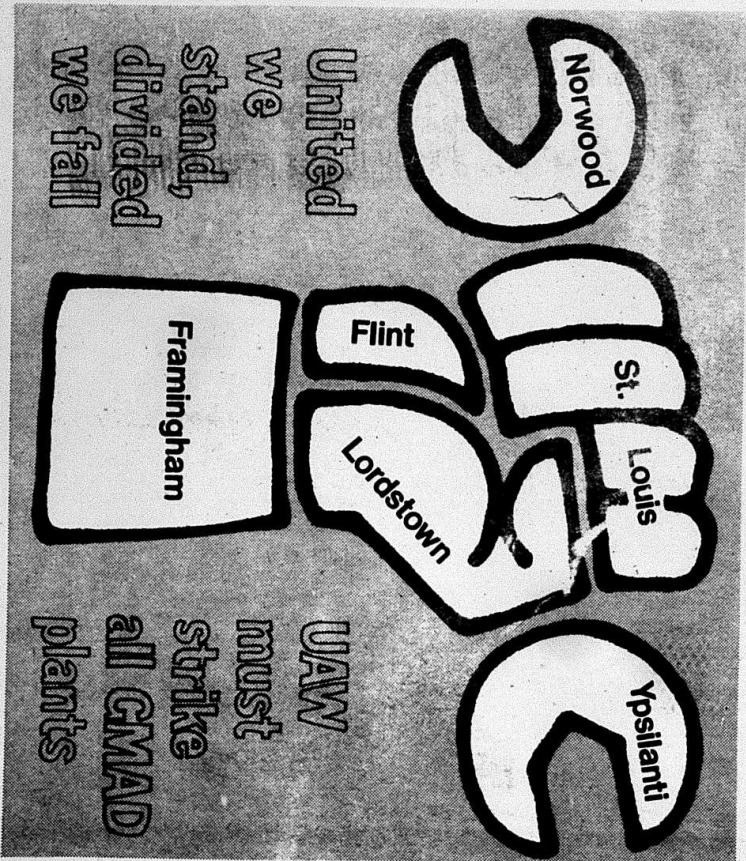 Norwood
St. Louis
Ypsilanti
Flint
Lordstown
Framingham
United
we
stand,
divided
we fall
UAW
must
strike
all GMAD
plants